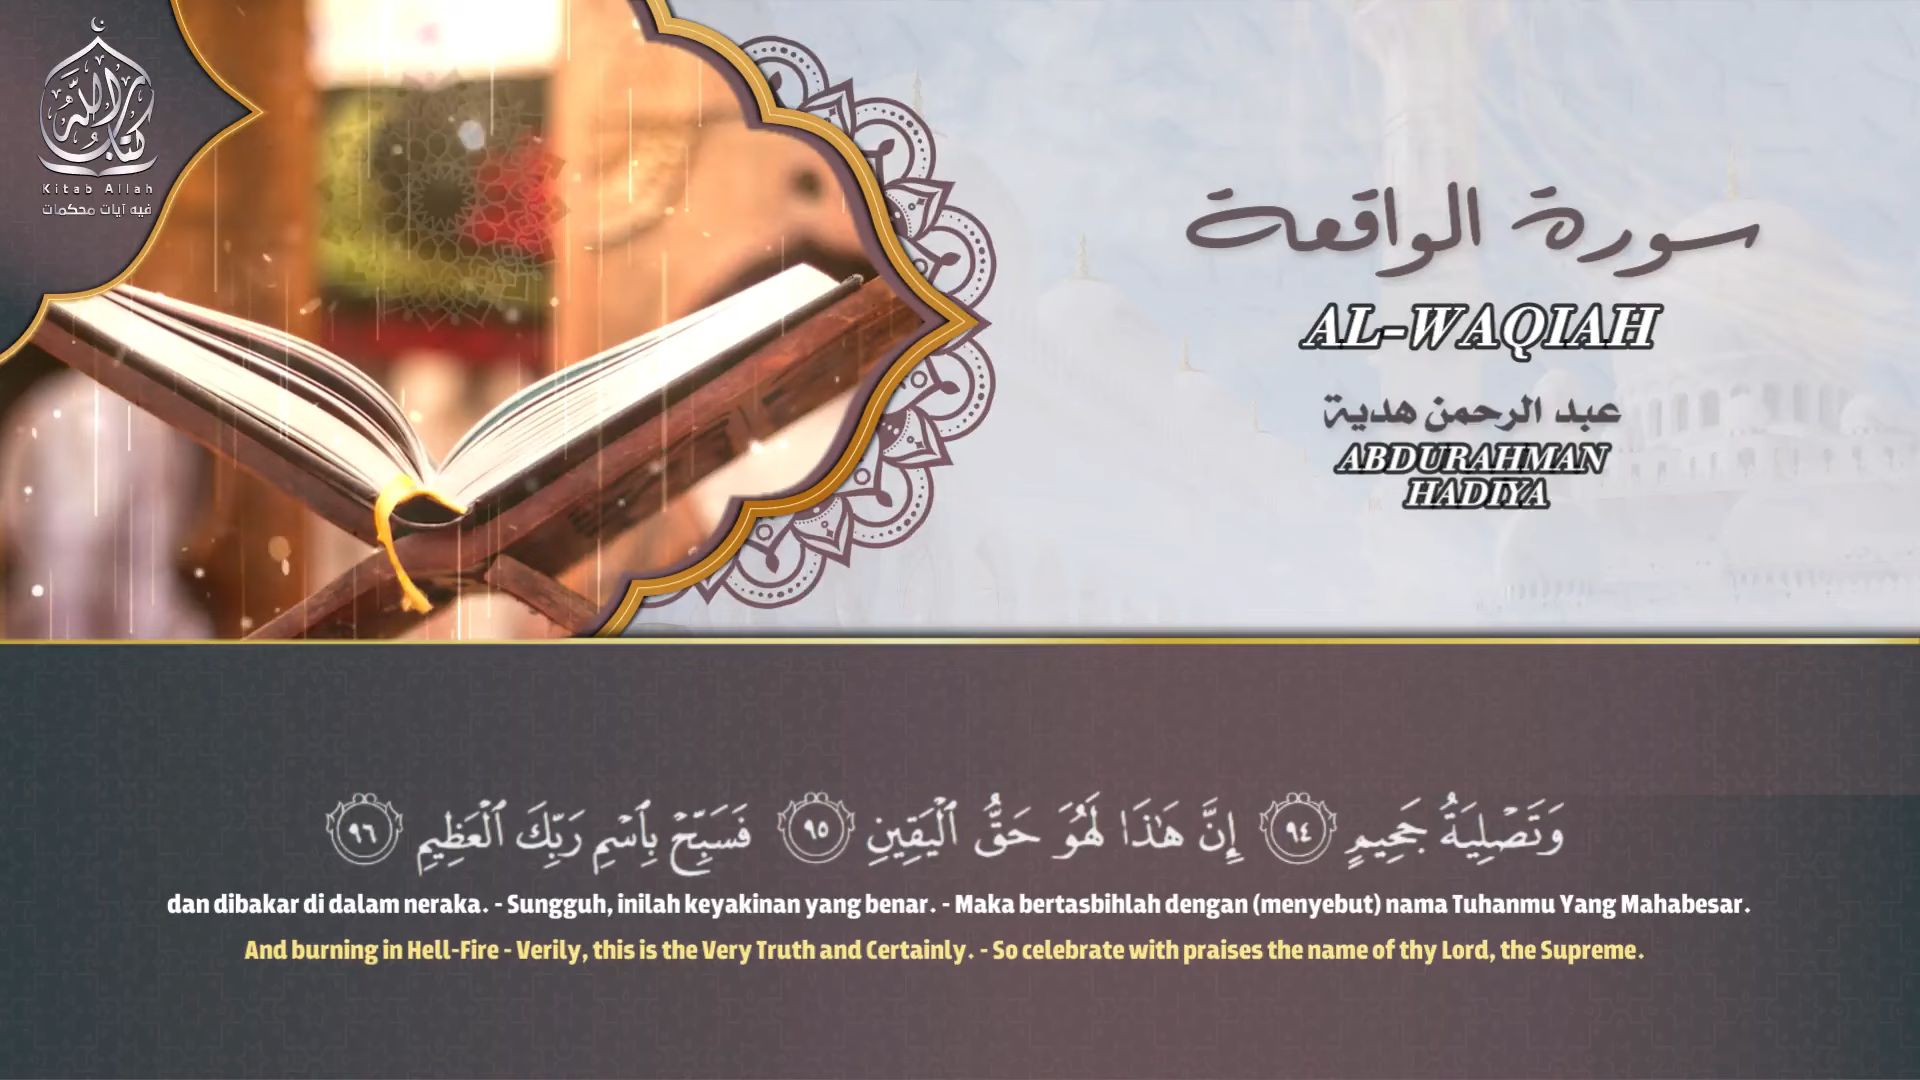 كتاب الله
Kitab Allah
فيه آيات محكمات
سورة الواقعة
AL-WAQIAH
عبد الرحمن هدية
ABDURAHMAN
HADIYA
وَتَصْلِيَةُ جَحِيمٍ ٩٤ إِنَّ هَٰذَا لَهُوَ حَقُّ ٱلْيَقِينِ ٩٥ فَسَبِّحْ بِٱسْمِ رَبِّكَ ٱلْعَظِيمِ ٩٦
dan dibakar di dalam neraka. - Sungguh, inilah keyakinan yang benar. - Maka bertasbihlah dengan (menyebut) nama Tuhanmu Yang Mahabesar.
And burning in Hell-Fire - Verily, this is the Very Truth and Certainly. - So celebrate with praises the name of thy Lord, the Supreme.